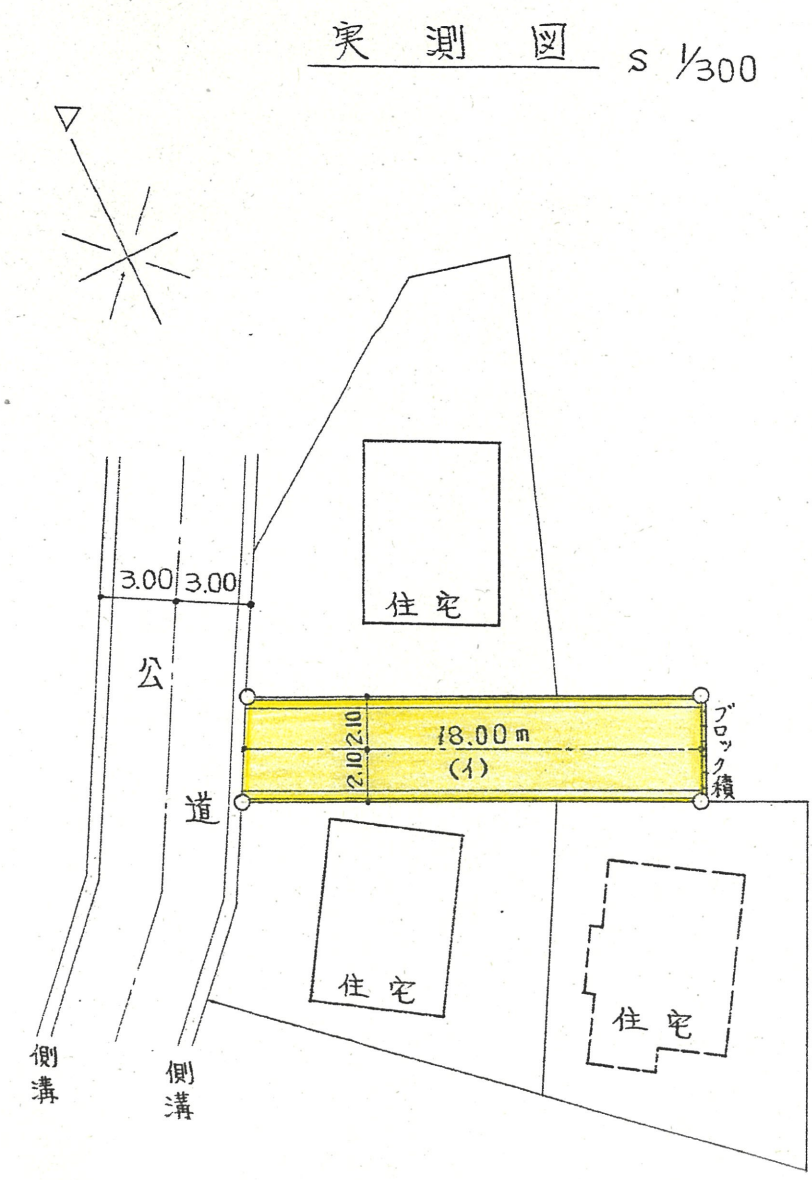 実測図 S 1/300
3.00 3.00
住宅
公道
2.10 2.10
18.00m
(イ)
ブロック積
住宅
住宅
側溝
側溝